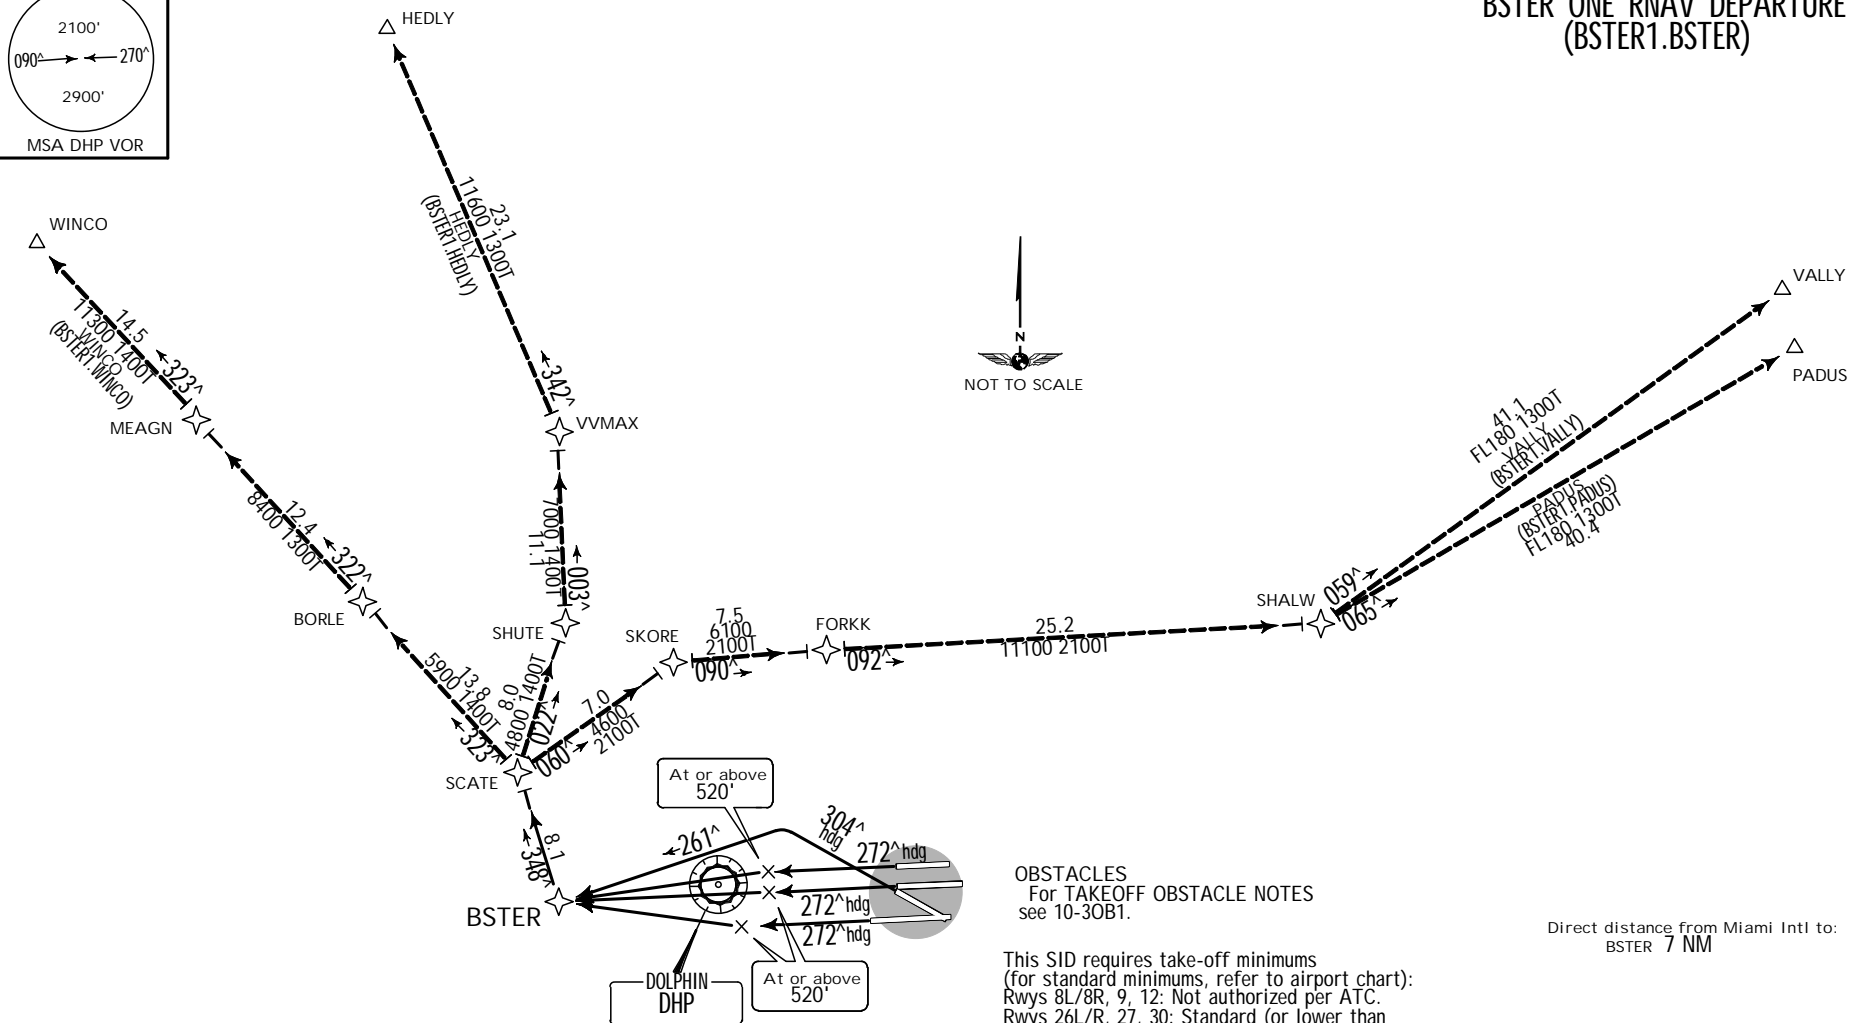 BSTER ONE RNAV DEPARTURE
(BSTER1.BSTER)
2100'
090^
270^
2900'
MSA DHP VOR
HEDLY
23.1
11600 1300T
HEDLY
(BSTER1.HEDLY)
WINCO
14.5
11300 1400T
WINCO
(BSTER1.WINCO)
323^
MEAGN
342^
VVMAX
N
NOT TO SCALE
VALLY
PADUS
41.1
FL180 1300T
VALLY
(BSTER1.VALLY)
PADUS
(BSTER1.PADUS)
FL180 1300T
40.4
12.4
8400 1300T
322^
BORLE
7000 1400T
11.1
003^
SHUTE
SKORE
7.5
6100
2100T
090^
FORKK
092^
25.2
11100 2100T
SHALW
059^
065^
13.8
5900 1400T
323^
8.0
4800 1400T
022^
7.0
4600
2100T
060^
SCATE
8.1
348^
BSTER
At or above
520'
261^
304^
hdg
272^hdg
272^hdg
272^hdg
At or above
520'
DOLPHIN
DHP
OBSTACLES
For TAKEOFF OBSTACLE NOTES
see 10-3OB1.
Direct distance from Miami Intl to:
BSTER 7 NM
This SID requires take-off minimums
(for standard minimums, refer to airport chart):
Rwys 8L/8R, 9, 12: Not authorized per ATC.
Rwys 26L/R, 27, 30: Standard (or lower than